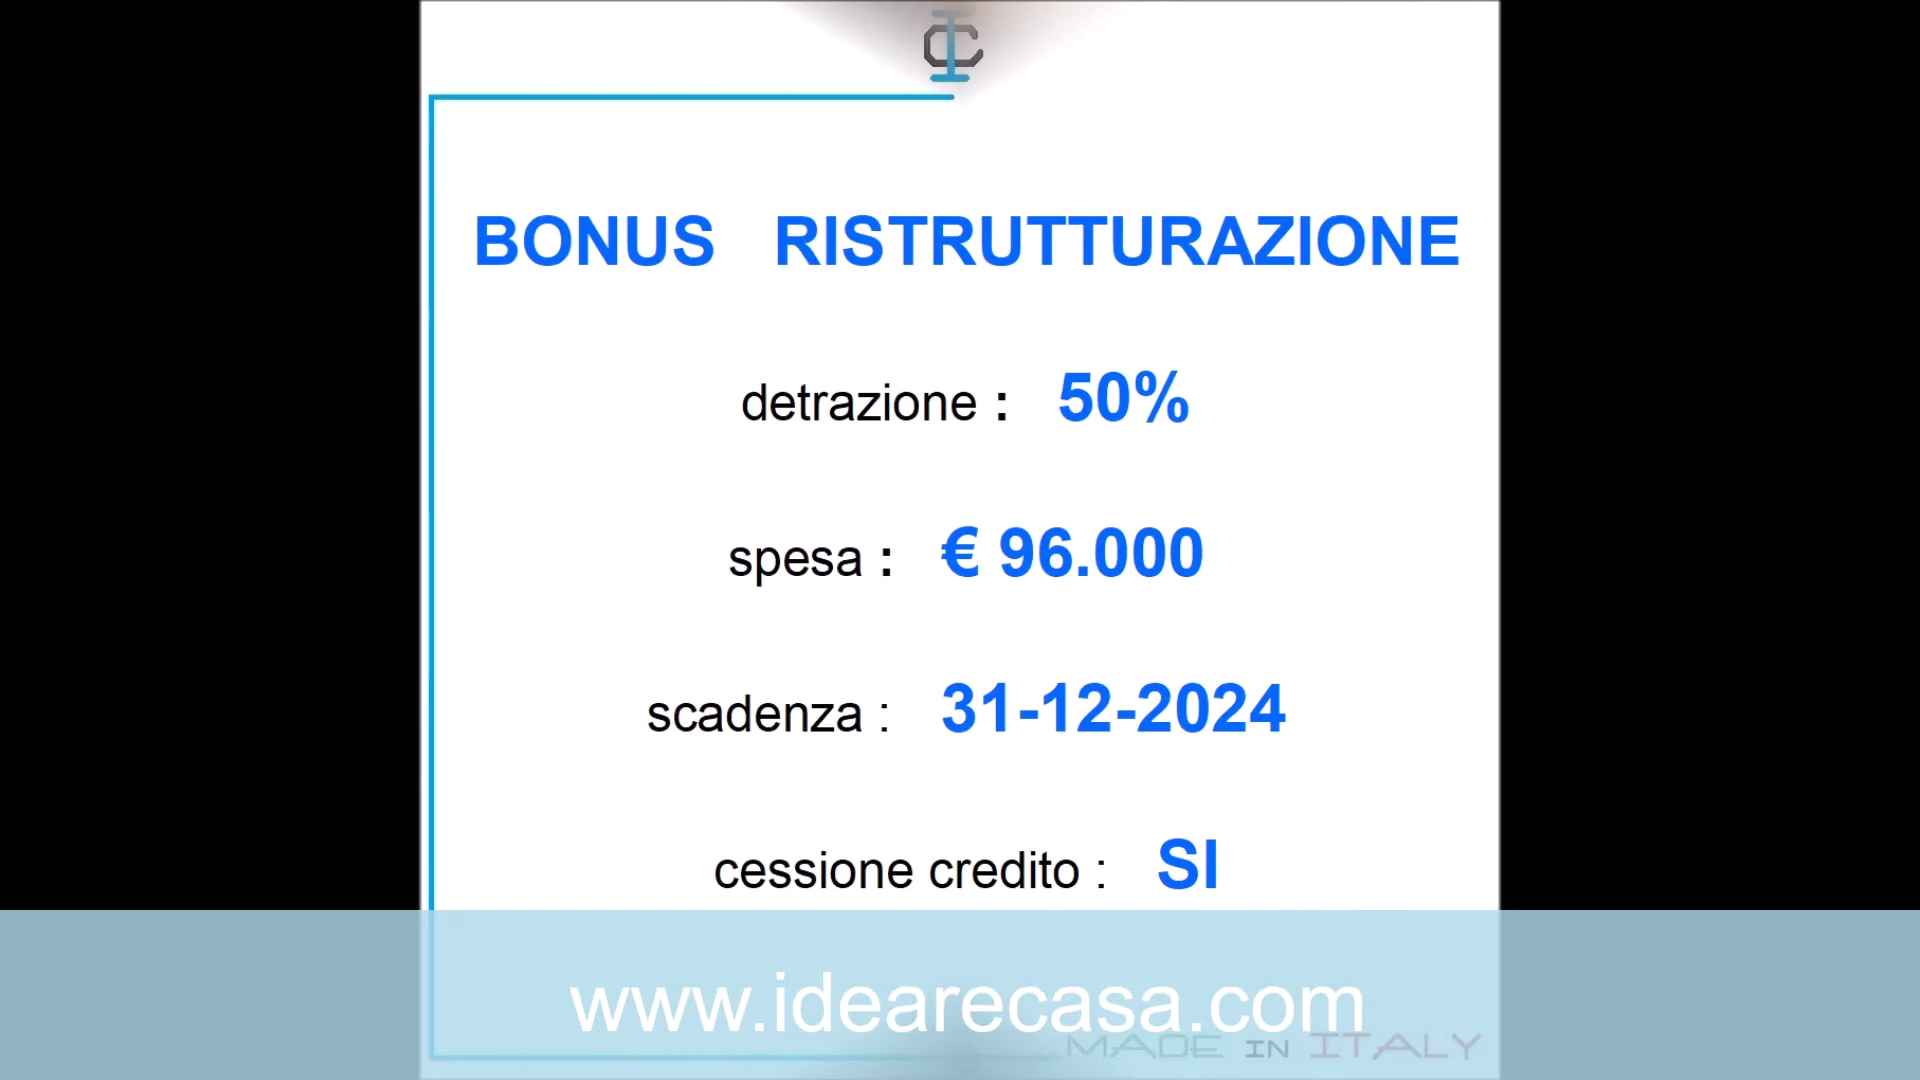 BONUS RISTRUTTURAZIONE
detrazione : 50%
spesa : € 96.000
scadenza : 31-12-2024
cessione credito : SI
www.idearecasa.com
MADE IN ITALY